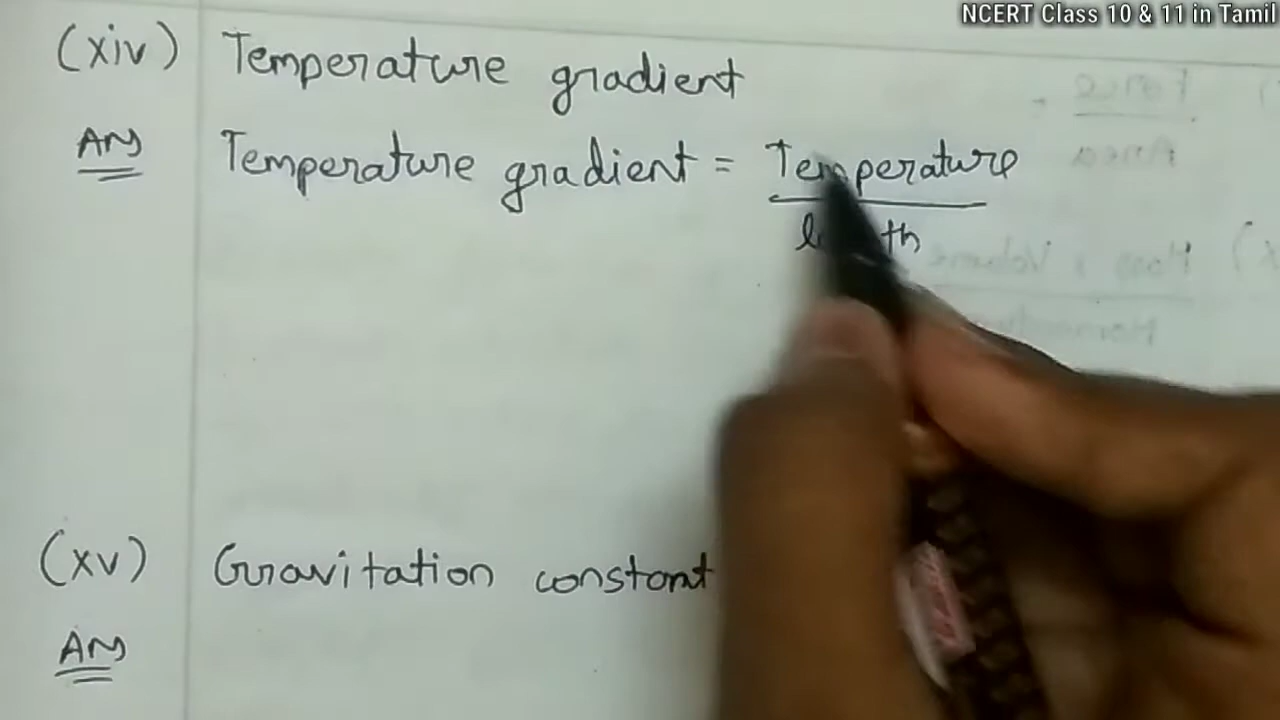 NCERT Class 10 & 11 in Tamil
(xiv) Temperature gradient
Ans Temperature gradient = Temperature
(xv) Gravitation constant
Ans